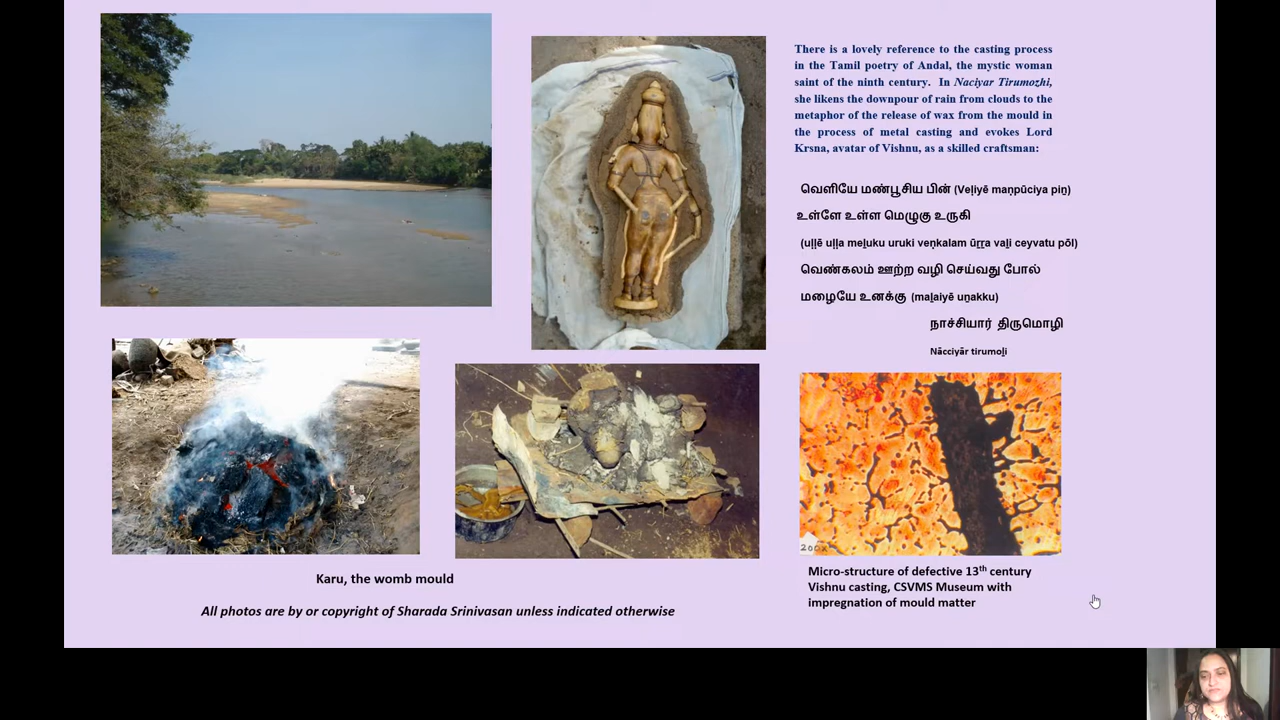 There is a lovely reference to the casting process
in the Tamil poetry of Andal, the mystic woman
saint of the ninth century. In Naciyar Tirumozhi,
she likens the downpour of rain from clouds to the
metaphor of the release of wax from the mould in
the process of metal casting and evokes Lord
Krsna, avatar of Vishnu, as a skilled craftsman:
வெளியே மண்பூசிய பின் (Veḷiyē maṇpūciya piṉ)
உள்ளே உள்ள மெழுகு உருகி
(uḷḷē uḷḷa meḻuku uruki veṇkalam ūṟṟa vaḻi ceyvatu pōl)
வெண்கலம் ஊற்ற வழி செய்வது போல்
மழையே உனக்கு (maḻaiyē uṉakku)
நாச்சியார் திருமொழி
Nācciyār tirumoḻi
200X
Karu, the womb mould
All photos are by or copyright of Sharada Srinivasan unless indicated otherwise
Micro-structure of defective 13th century
Vishnu casting, CSVMS Museum with
impregnation of mould matter